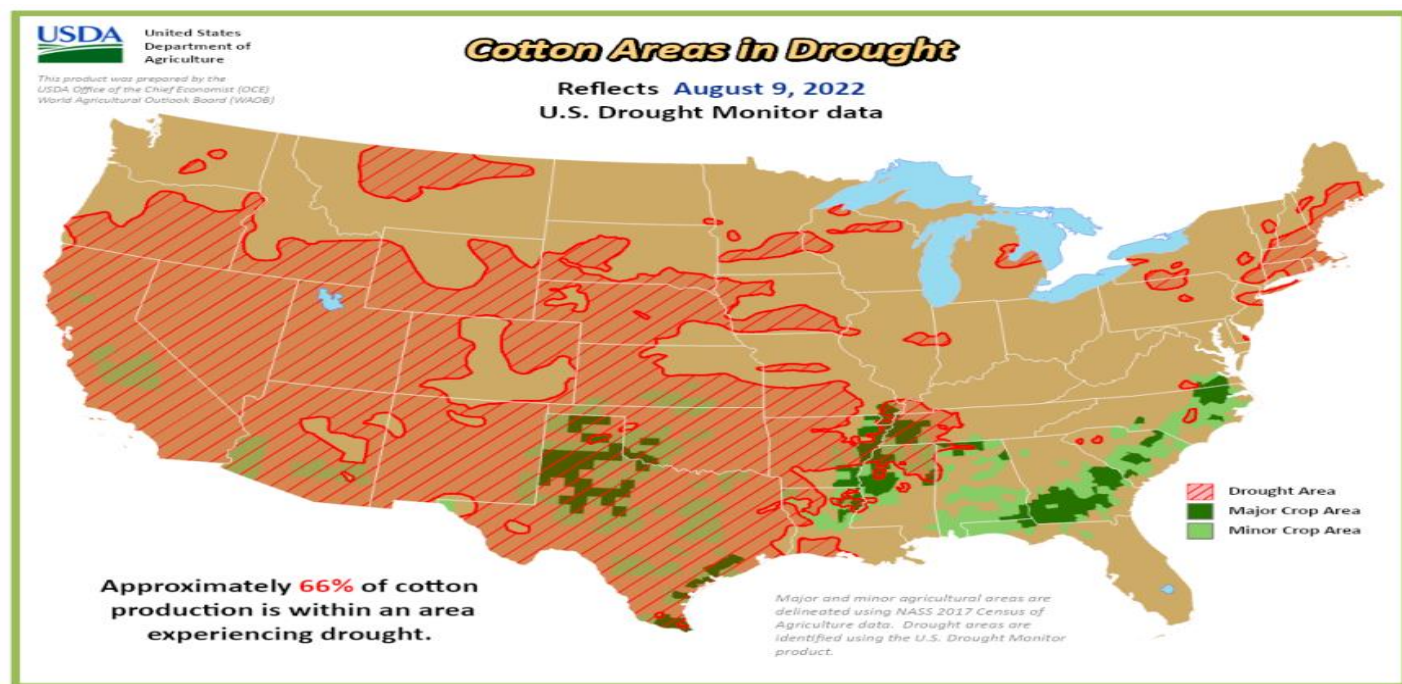 USDA
United States
Department of
Agriculture
This product was prepared by the
USDA Office of the Chief Economist (OCE)
World Agricultural Outlook Board (WAOB)
Cotton Areas in Drought
Reflects August 9, 2022
U.S. Drought Monitor data
Drought Area
Major Crop Area
Minor Crop Area
Approximately 66% of cotton
production is within an area
experiencing drought.
Major and minor agricultural areas are
delineated using NASS 2017 Census of
Agriculture data. Drought areas are
identified using the U.S. Drought Monitor
product.